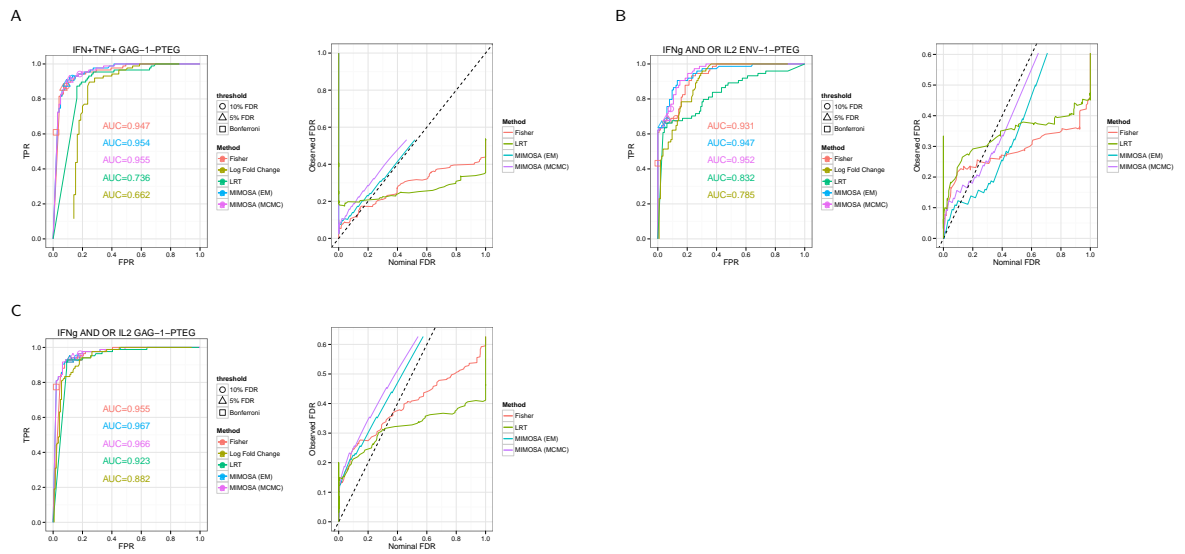 A
IFN+TNF+ GAG−1−PTEG
1.0
0.8
0.6
0.4
0.2
0.0
TPR
0.0 0.2 0.4 0.6 0.8 1.0
FPR
AUC=0.947
AUC=0.954
AUC=0.955
AUC=0.736
AUC=0.662
threshold
10% FDR
5% FDR
Bonferroni
Method
Fisher
Log Fold Change
LRT
MIMOSA (EM)
MIMOSA (MCMC)
1.0
0.8
0.6
0.4
0.2
0.0
Observed FDR
0.0 0.2 0.4 0.6 0.8 1.0
Nominal FDR
Method
Fisher
LRT
MIMOSA (EM)
MIMOSA (MCMC)
B
IFNg AND OR IL2 ENV−1−PTEG
1.0
0.8
0.6
0.4
0.2
0.0
TPR
0.0 0.2 0.4 0.6 0.8 1.0
FPR
AUC=0.931
AUC=0.947
AUC=0.952
AUC=0.832
AUC=0.785
threshold
10% FDR
5% FDR
Bonferroni
Method
Fisher
Log Fold Change
LRT
MIMOSA (EM)
MIMOSA (MCMC)
0.6
0.5
0.4
0.3
0.2
0.1
0.0
Observed FDR
0.0 0.2 0.4 0.6 0.8 1.0
Nominal FDR
Method
Fisher
LRT
MIMOSA (EM)
MIMOSA (MCMC)
C
IFNg AND OR IL2 GAG−1−PTEG
1.0
0.8
0.6
0.4
0.2
0.0
TPR
0.0 0.2 0.4 0.6 0.8 1.0
FPR
AUC=0.955
AUC=0.967
AUC=0.966
AUC=0.923
AUC=0.882
threshold
10% FDR
5% FDR
Bonferroni
Method
Fisher
Log Fold Change
LRT
MIMOSA (EM)
MIMOSA (MCMC)
0.6
0.5
0.4
0.3
0.2
0.1
0.0
Observed FDR
0.0 0.2 0.4 0.6 0.8 1.0
Nominal FDR
Method
Fisher
LRT
MIMOSA (EM)
MIMOSA (MCMC)